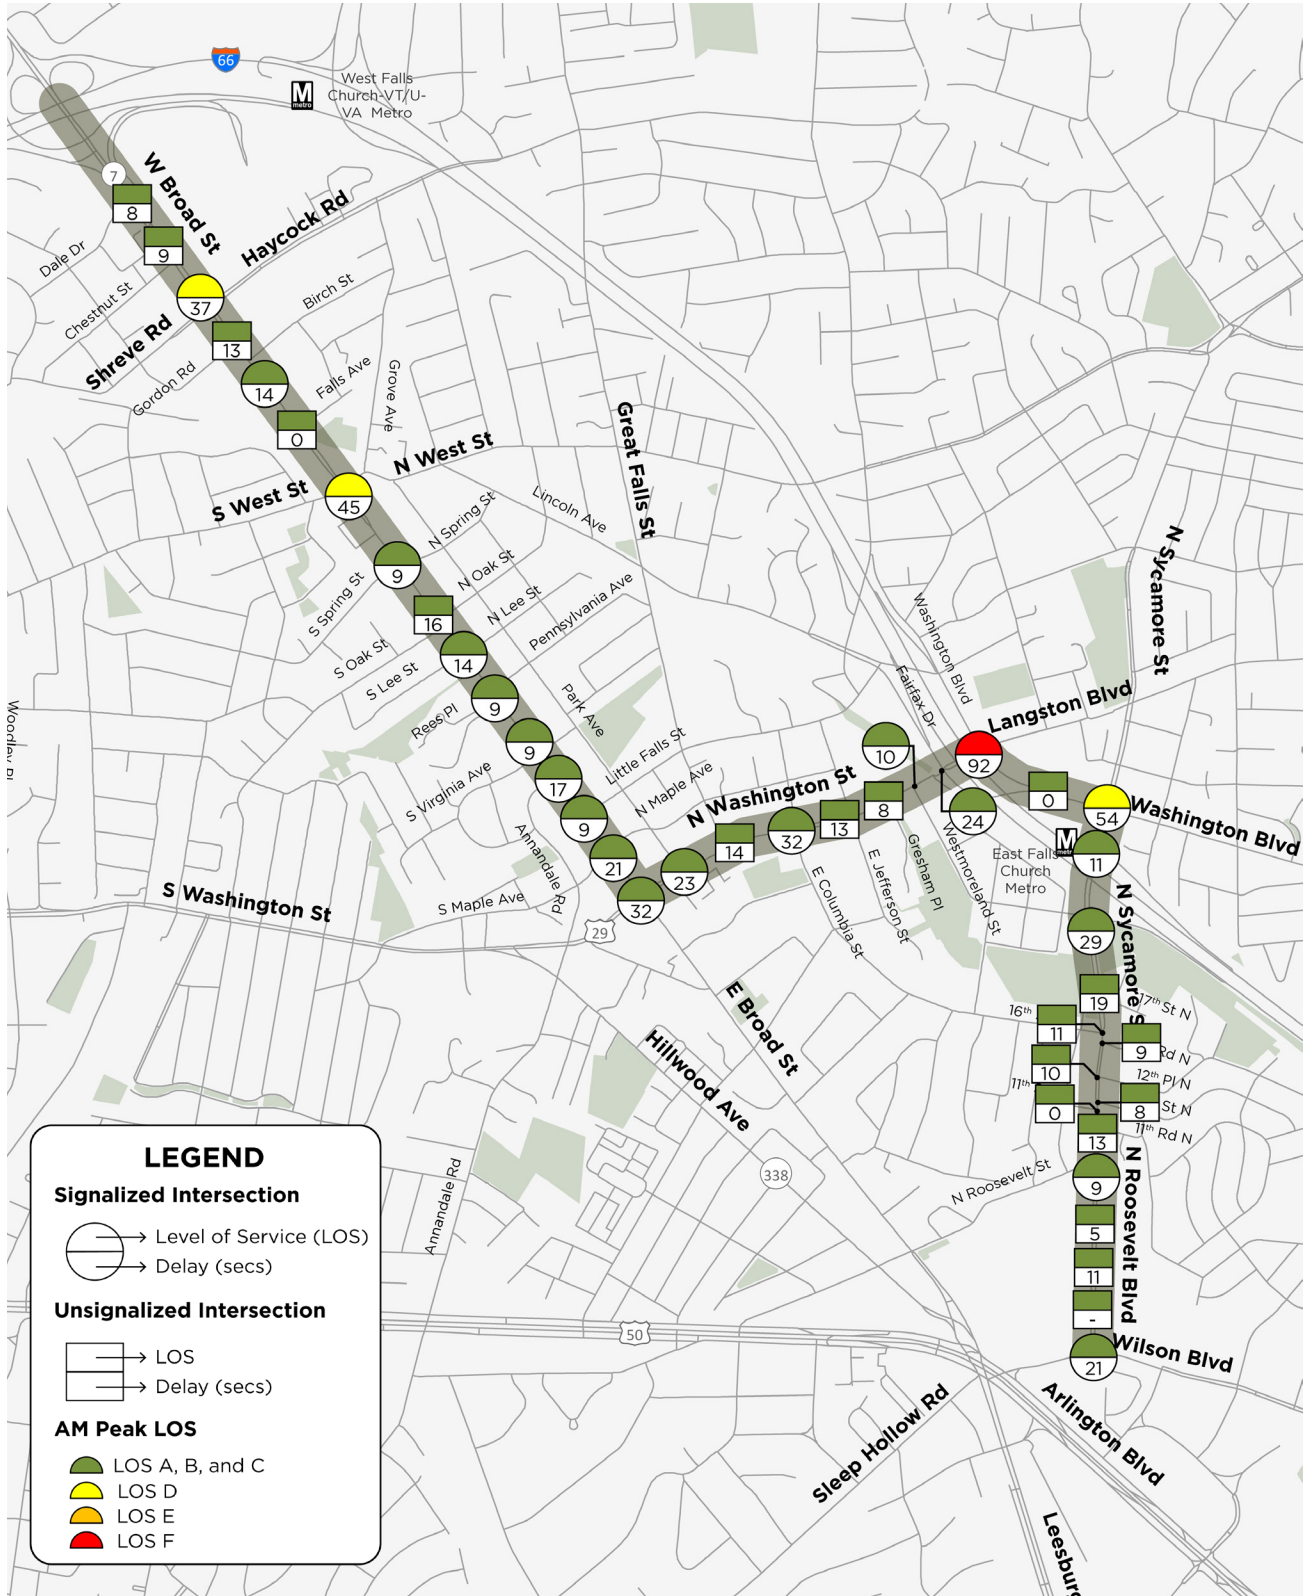 66
M
metro
West Falls
Church-VT/U-
VA Metro
7
W Broad St
Haycock Rd
8
9
Dale Dr
Chestnut St
Shreve Rd
Gordon Rd
Birch St
37
13
14
Falls Ave
Grove Ave
0
N West St
S West St
45
Great Falls St
Lincoln Ave
N Spring St
N Oak St
N Lee St
Pennsylvania Ave
9
S Spring St
16
S Oak St
14
S Lee St
9
Rees Pl
Park Ave
9
Little Falls St
17
S Virginia Ave
N Maple Ave
9
Annandale Rd
21
S Maple Ave
32
29
S Washington St
Woodley Pl
N Sycamore St
Washington Blvd
Fairfax Dr
Langston Blvd
N Washington St
10
92
23
14
32
13
8
24
0
54
Washington Blvd
M
metro
East Falls
Church
Metro
11
E Columbia St
E Jefferson St
Gresham Pl
Westmoreland St
29
N Sycamore S
19
17th St N
16th
11
9
Rd N
10
12th Pl N
11th
0
8
St N
13
11th Rd N
E Broad St
Hillwood Ave
338
N Roosevelt St
9
N Roosevelt Blvd
5
11
-
21
Wilson Blvd
Annandale Rd
50
Sleep Hollow Rd
Arlington Blvd
Leesbur
LEGEND
Signalized Intersection
Level of Service (LOS)
Delay (secs)
Unsignalized Intersection
LOS
Delay (secs)
AM Peak LOS
LOS A, B, and C
LOS D
LOS E
LOS F